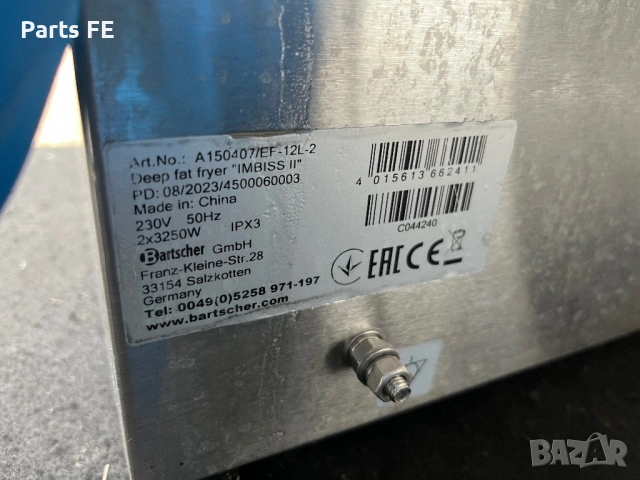 Parts FE
Art.No.: A150407/EF-12L-2
Deep fat fryer "IMBISS II"
PD: 08/2023/4500060003
Made in: China
230V 50Hz
2x3250W IPX3
Bartscher GmbH
Franz-Kleine-Str.28
33154 Salzkotten
Germany
Tel: 0049(0)5258 971-197
www.bartscher.com
4 015613 662411
C044240
EAC CE
BAZAR.bg